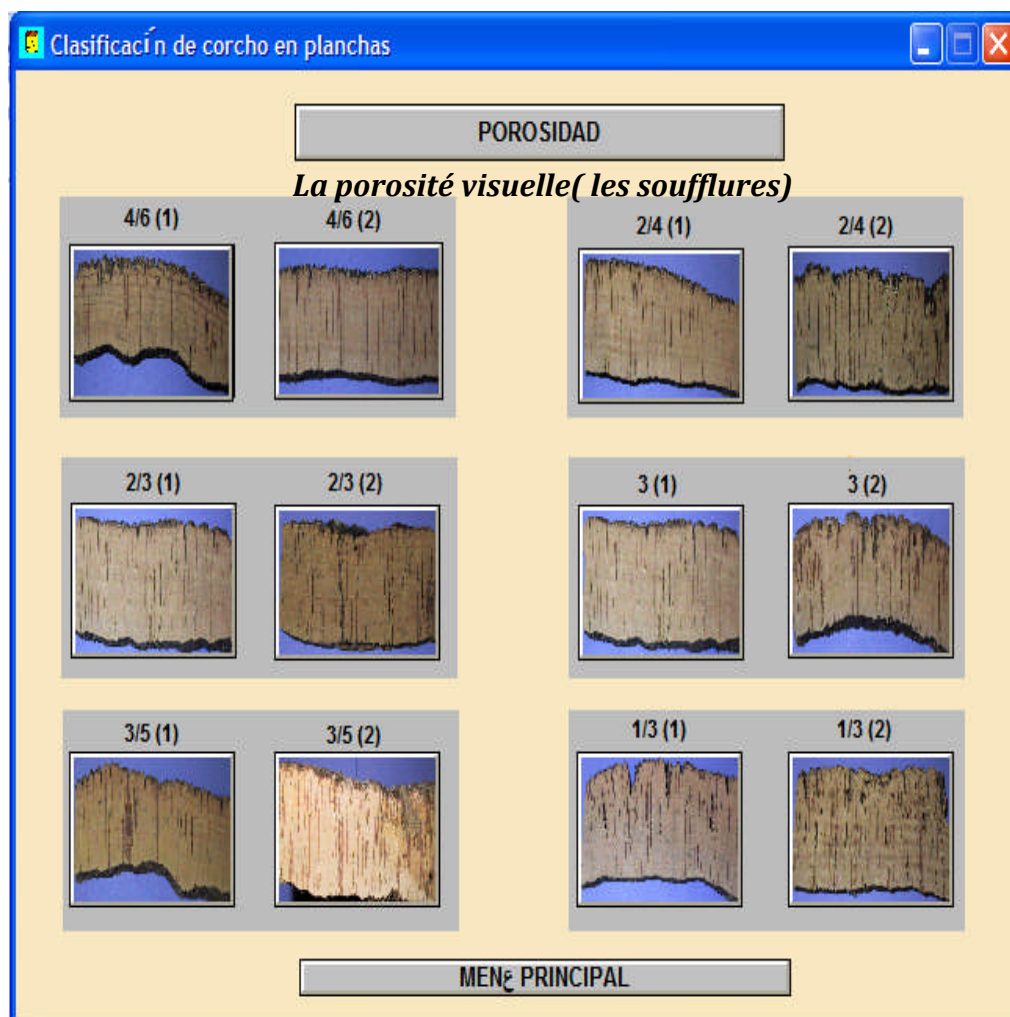 Clasificacín de corcho en planchas
POROSIDAD
La porosité visuelle( les soufflures)
4/6 (1) 4/6 (2) 2/4 (1) 2/4 (2)
2/3 (1) 2/3 (2) 3 (1) 3 (2)
3/5 (1) 3/5 (2) 1/3 (1) 1/3 (2)
MENع PRINCIPAL